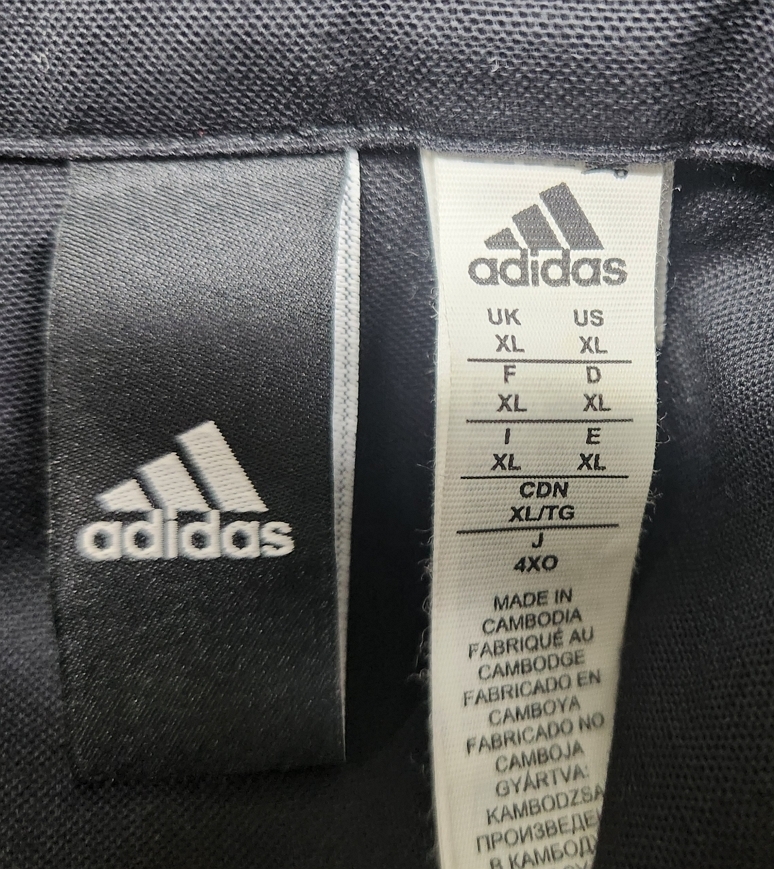 adidas
adidas
UK US
XL XL
F D
XL XL
I E
XL XL
CDN
XL/TG
J
4XO
MADE IN
CAMBODIA
FABRIQUÉ AU
CAMBODGE
FABRICADO EN
CAMBOYA
FABRICADO NO
CAMBOJA
GYÁRTVA:
KAMBODZSA
ПРОИЗВЕДЕ
В КАМБОД